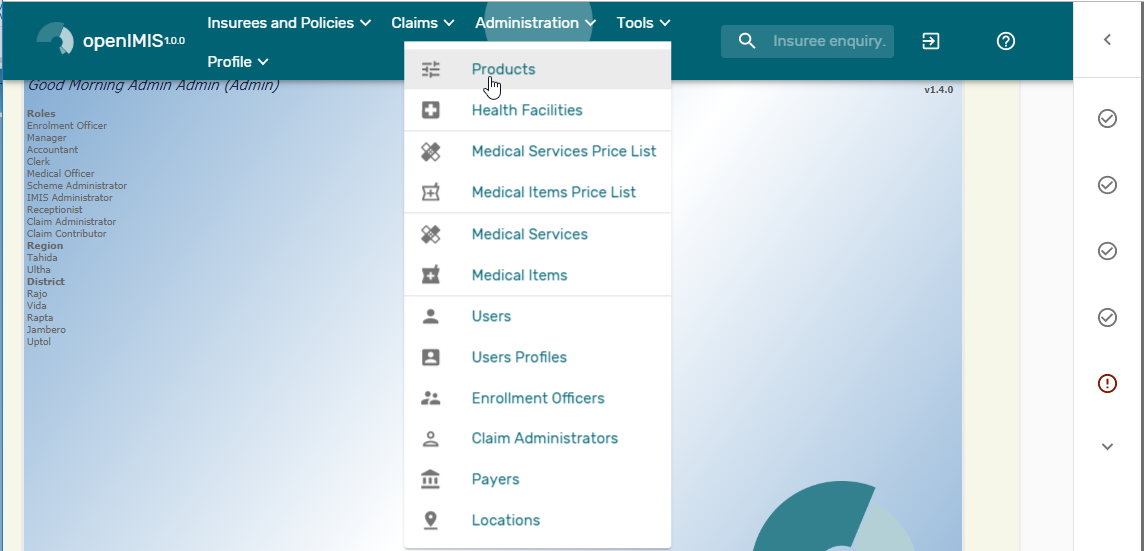 Insurees and Policies
Claims
Administration
Tools
openIMIS 1.0.0
Insuree enquiry.
Profile
Good Morning Admin Admin (Admin)
v1.4.0
Roles
Enrolment Officer
Manager
Accountant
Clerk
Medical Officer
Scheme Administrator
IMIS Administrator
Receptionist
Claim Administrator
Claim Contributor
Region
Tahida
Ultha
District
Rajo
Vida
Rapta
Jambero
Uptol
Products
Health Facilities
Medical Services Price List
Medical Items Price List
Medical Services
Medical Items
Users
Users Profiles
Enrollment Officers
Claim Administrators
Payers
Locations